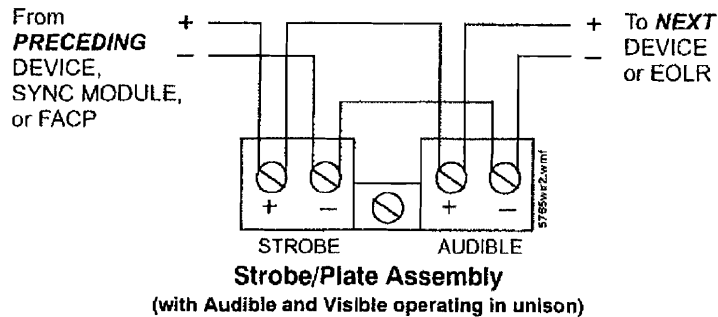 From
PRECEDING
DEVICE,
SYNC MODULE,
or FACP
+
−
+
−
To NEXT
DEVICE
or EOLR
+
−
+
−
5765wir2.wmf
STROBE
AUDIBLE
Strobe/Plate Assembly
(with Audible and Visible operating in unison)